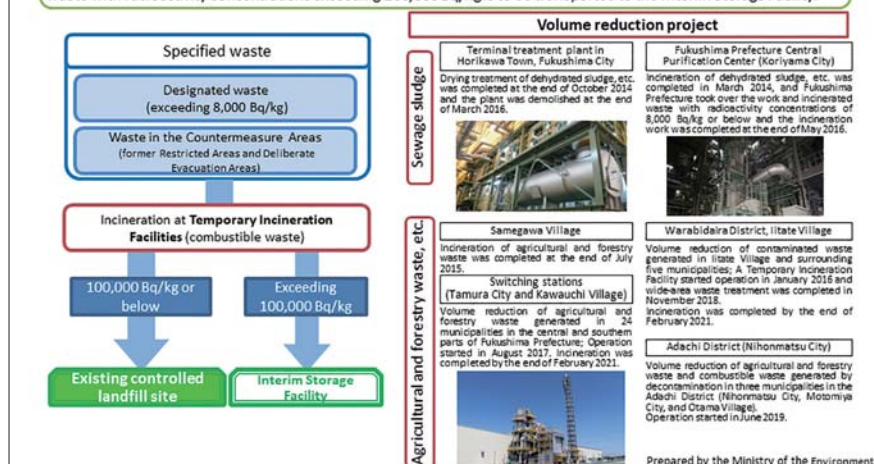 Volume reduction project
Specified waste
Designated waste
(exceeding 8,000 Bq/kg)
Waste in the Countermeasure Areas
(former Restricted Areas and Deliberate
Evacuation Areas)
Incineration at Temporary Incineration
Facilities (combustible waste)
100,000 Bq/kg or
below
Exceeding
100,000 Bq/kg
Existing controlled
landfill site
Interim Storage
Facility
Sewage sludge
Terminal treatment plant in
Horikawa Town, Fukushima City
Drying treatment of dehydrated sludge, etc.
was completed at the end of October 2014
and the plant was demolished at the end
of March 2016.
Fukushima Prefecture Central
Purification Center (Koriyama City)
Incineration of dehydrated sludge, etc. was
completed in March 2014, and Fukushima
Prefecture took over the work and incinerated
waste with radioactivity concentrations of
8,000 Bq/kg or below and the incineration
work was completed at the end of May 2016.
Agricultural and forestry waste, etc.
Samegawa Village
Incineration of agricultural and forestry
waste was completed at the end of July
2015.
Switching stations
(Tamura City and Kawauchi Village)
Volume reduction of agricultural and
forestry waste generated in 24
municipalities in the central and southern
parts of Fukushima Prefecture; Operation
started in August 2017. Incineration was
completed by the end of February 2021.
Warabidaira District, Iitate Village
Volume reduction of contaminated waste
generated in Iitate Village and surrounding
five municipalities; A Temporary Incineration
Facility started operation in January 2016 and
wide-area waste treatment was completed in
November 2018.
Incineration was completed by the end of
February 2021.
Adachi District (Nihonmatsu City)
Volume reduction of agricultural and forestry
waste and combustible waste generated by
decontamination in three municipalities in the
Adachi District (Nihonmatsu City, Motomiya
City, and Otama Village).
Operation started in June 2019.
Prepared by the Ministry of the Environment